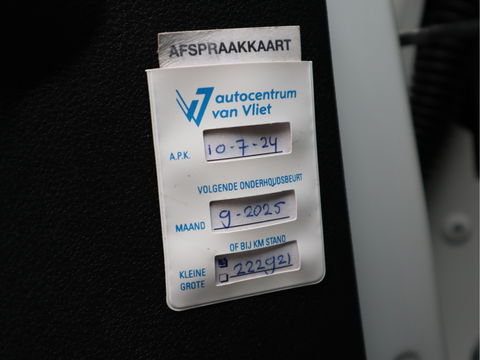 AFSPRAAKKAART
autocentrum
van Vliet
A.P.K. 10-7-24
VOLGENDE ONDERHOUDSBEURT
MAAND 9-2025
OF BIJ KM STAND
KLEINE 222921
GROTE